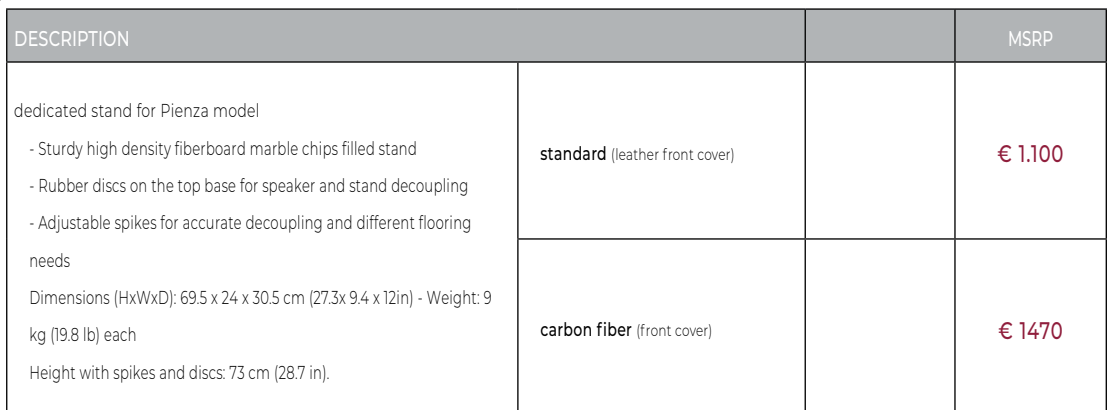 DESCRIPTION
MSRP
dedicated stand for Pienza model
- Sturdy high density fiberboard marble chips filled stand
- Rubber discs on the top base for speaker and stand decoupling
- Adjustable spikes for accurate decoupling and different flooring
needs
Dimensions (HxWxD): 69.5 x 24 x 30.5 cm (27.3x 9.4 x 12in) - Weight: 9
kg (19.8 lb) each
Height with spikes and discs: 73 cm (28.7 in).
standard (leather front cover)
€ 1.100
carbon fiber (front cover)
€ 1470